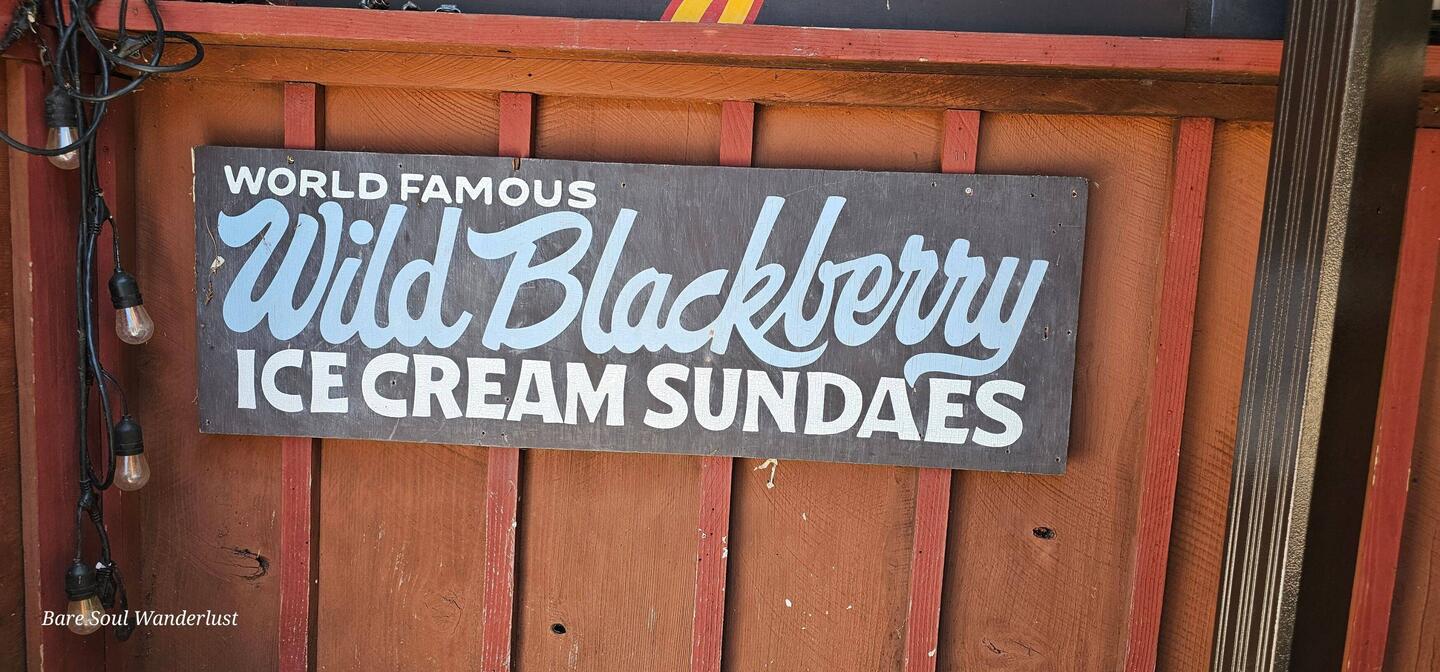 WORLD FAMOUS
Wild Blackberry
ICE CREAM SUNDAES
Bare Soul Wanderlust